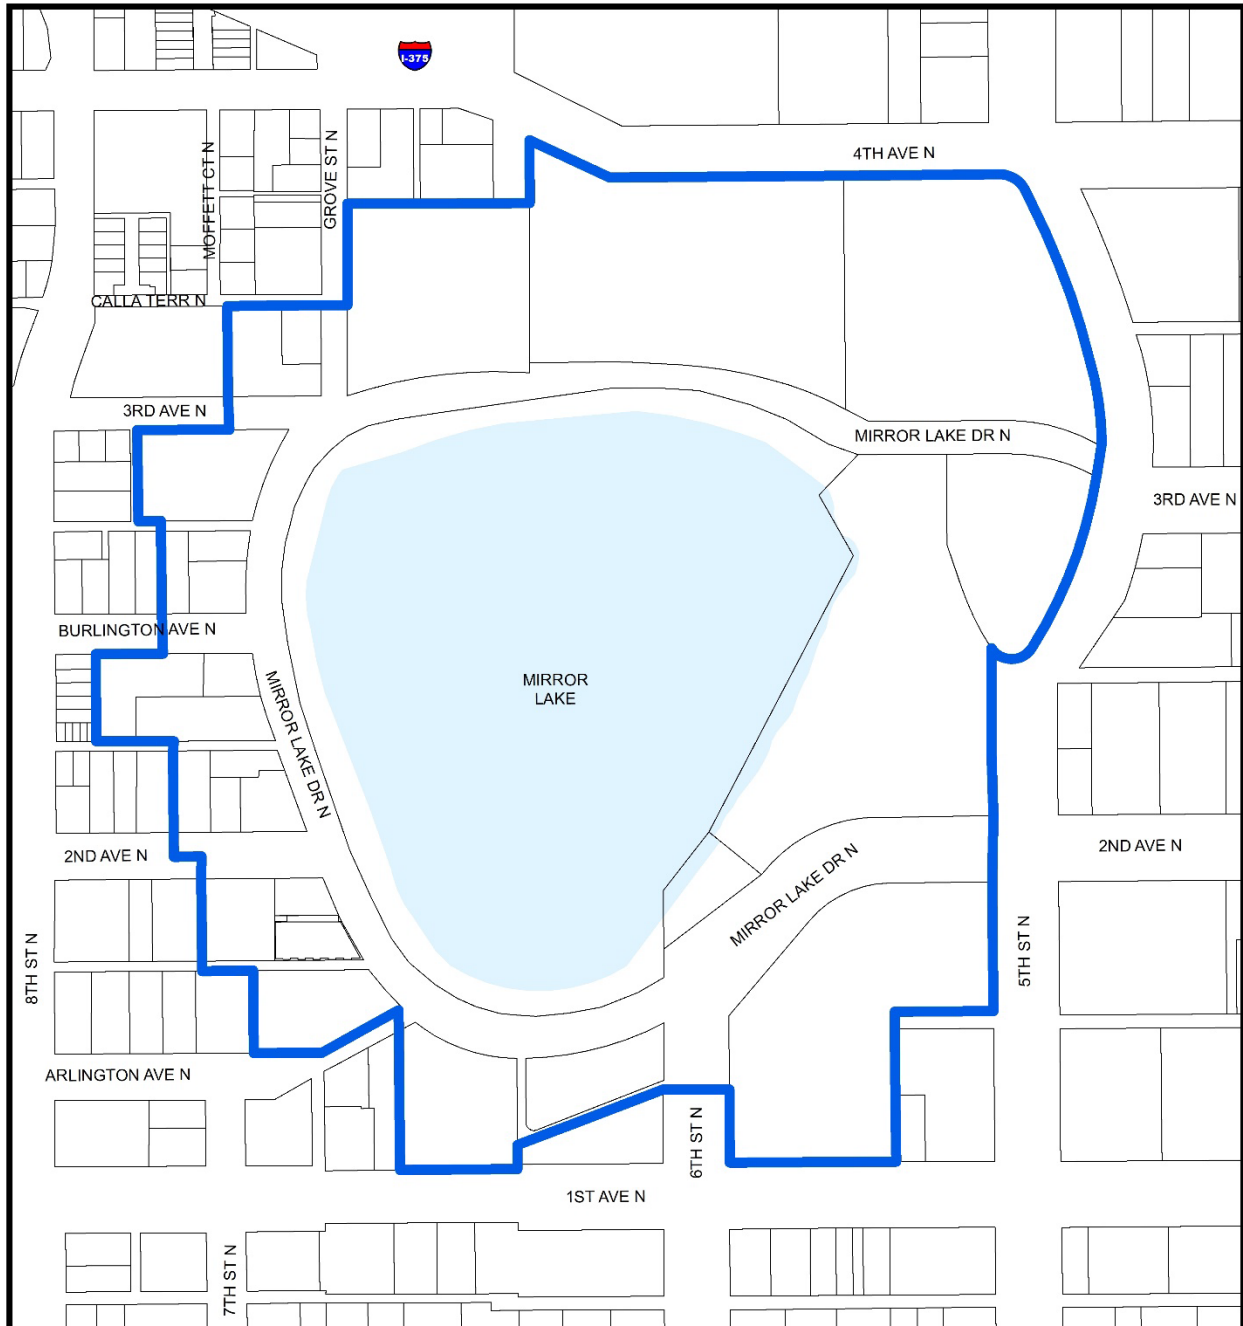 I-375
4TH AVE N
MOFFETT CT N
GROVE ST N
CALLA TERR N
3RD AVE N
MIRROR LAKE DR N
3RD AVE N
BURLINGTON AVE N
MIRROR
LAKE
MIRROR LAKE DR N
2ND AVE N
2ND AVE N
MIRROR LAKE DR N
8TH ST N
5TH ST N
ARLINGTON AVE N
6TH ST N
1ST AVE N
7TH ST N